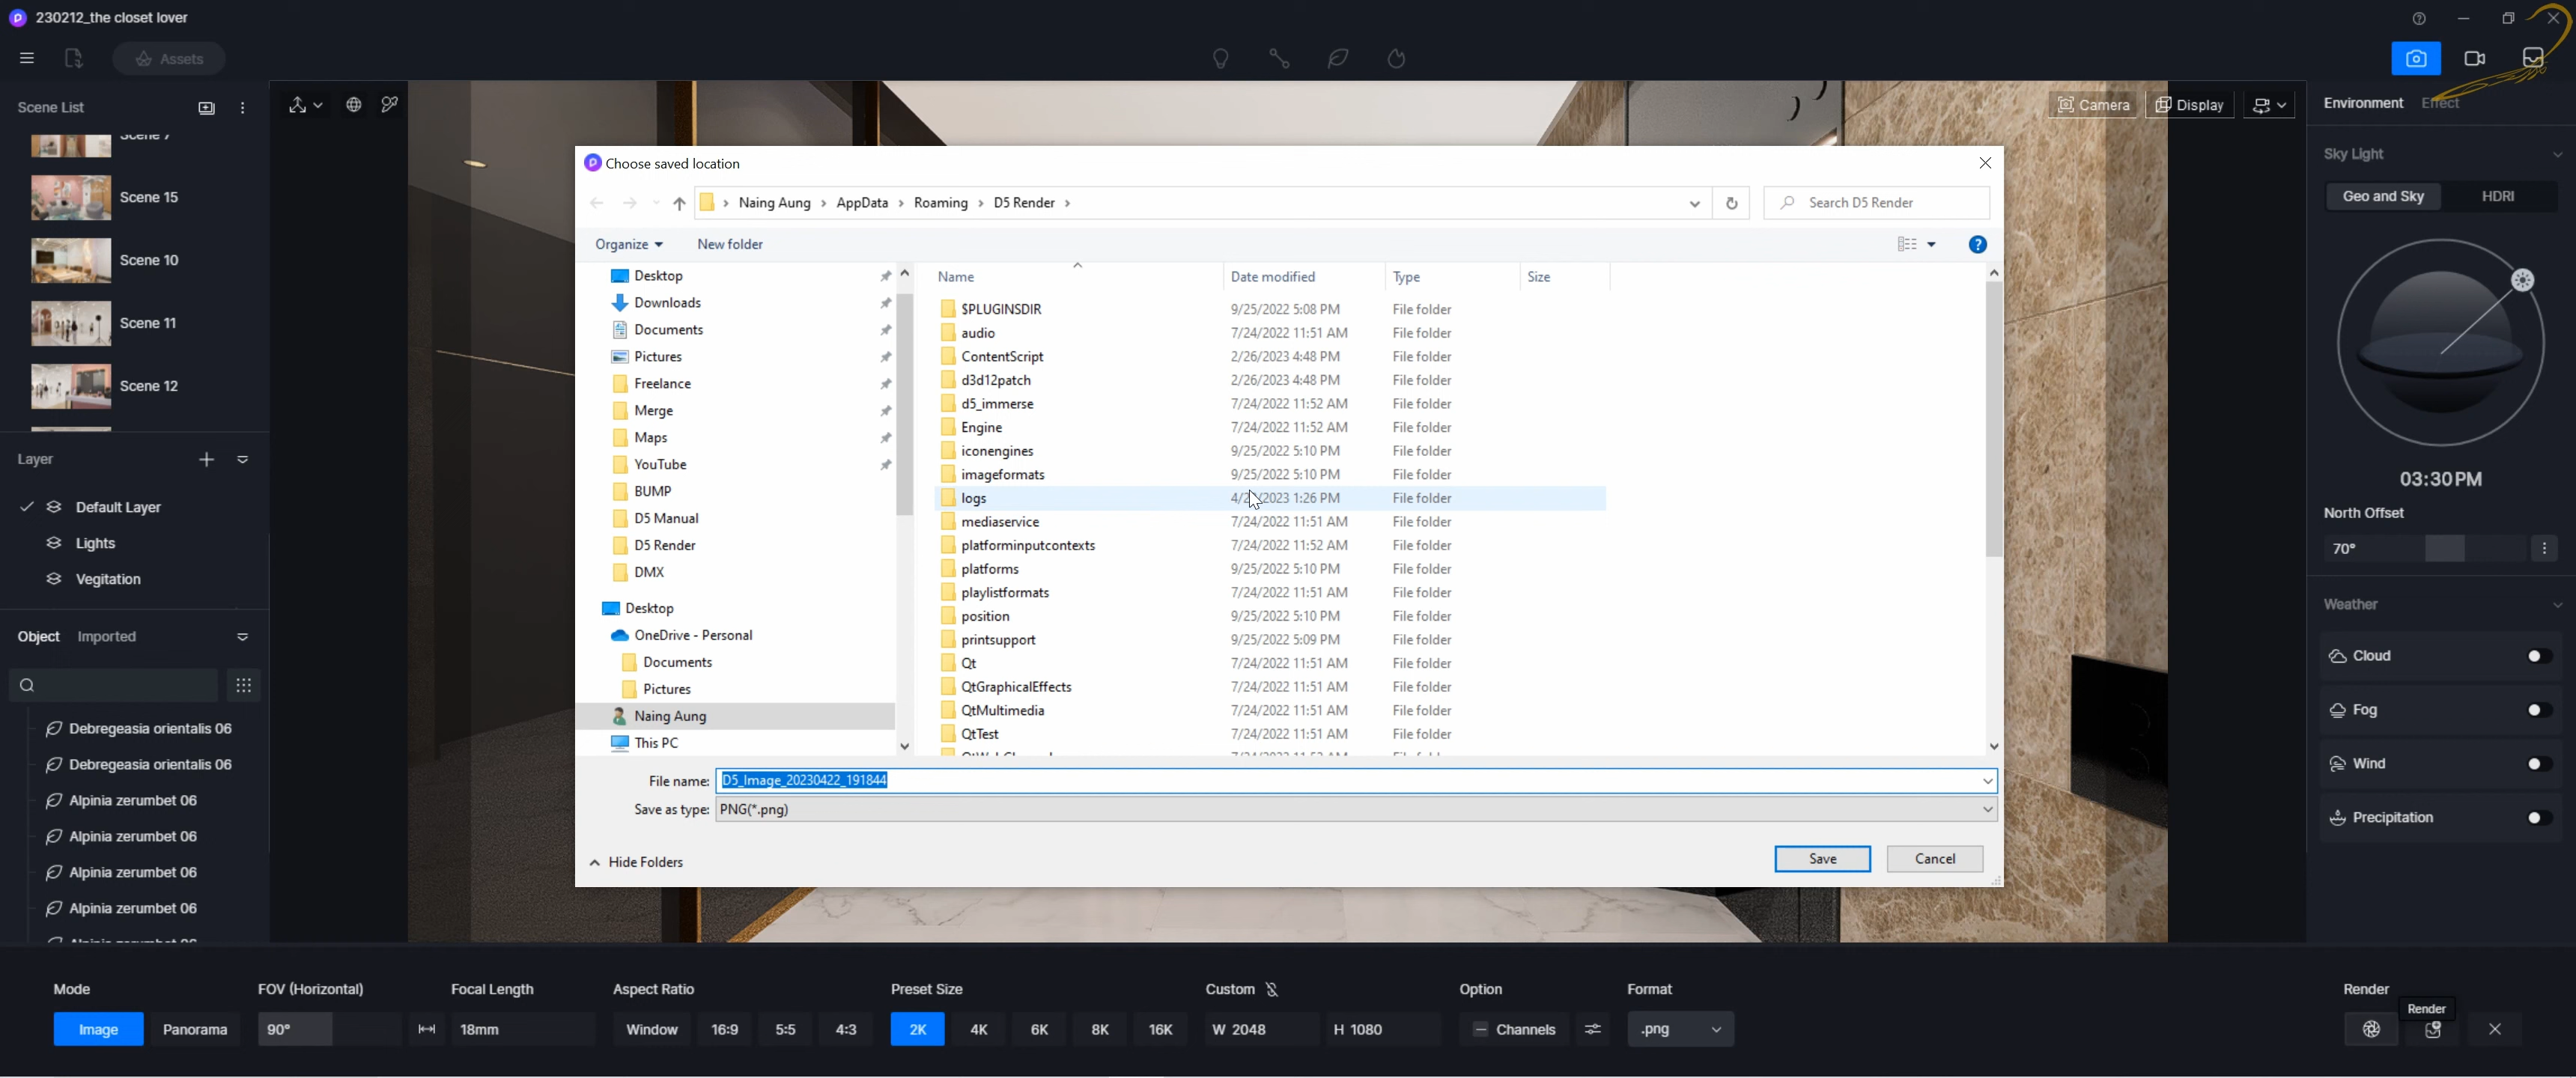 230212_the closet lover
Assets
Scene List
Scene 15
Scene 10
Scene 11
Scene 12
Layer
Default Layer
Lights
Vegitation
Object Imported
Debregeasia orientalis 06
Debregeasia orientalis 06
Alpinia zerumbet 06
Alpinia zerumbet 06
Alpinia zerumbet 06
Alpinia zerumbet 06
Camera Display
Choose saved location
Naing Aung > AppData > Roaming > D5 Render >
Search D5 Render
Organize New folder
Desktop
Downloads
Documents
Pictures
Freelance
Merge
Maps
YouTube
BUMP
D5 Manual
D5 Render
DMX
Desktop
OneDrive - Personal
Documents
Pictures
Naing Aung
This PC
Name Date modified Type Size
$PLUGINSDIR 9/25/2022 5:08 PM File folder
audio 7/24/2022 11:51 AM File folder
ContentScript 2/26/2023 4:48 PM File folder
d3d12patch 2/26/2023 4:48 PM File folder
d5_immerse 7/24/2022 11:52 AM File folder
Engine 7/24/2022 11:52 AM File folder
iconengines 9/25/2022 5:10 PM File folder
imageformats 9/25/2022 5:10 PM File folder
logs 1:26 PM File folder
mediaservice 7/24/2022 11:51 AM File folder
platforminputcontexts 7/24/2022 11:52 AM File folder
platforms 9/25/2022 5:10 PM File folder
playlistformats 7/24/2022 11:51 AM File folder
position 9/25/2022 5:10 PM File folder
printsupport 9/25/2022 5:09 PM File folder
Qt 7/24/2022 11:51 AM File folder
QtGraphicalEffects 7/24/2022 11:51 AM File folder
QtMultimedia 7/24/2022 11:51 AM File folder
QtTest 7/24/2022 11:51 AM File folder
File name: D5_Image_20230422_191844
Save as type: PNG(*.png)
Hide Folders
Save Cancel
Environment Effect
Sky Light
Geo and Sky HDRI
03:30PM
North Offset
70°
Weather
Cloud
Fog
Wind
Precipitation
Mode FOV (Horizontal) Focal Length Aspect Ratio Preset Size Custom Option Format Render
Render
Image Panorama 90° 18mm Window 16:9 5:5 4:3 2K 4K 6K 8K 16K W 2048 H 1080 Channels .png